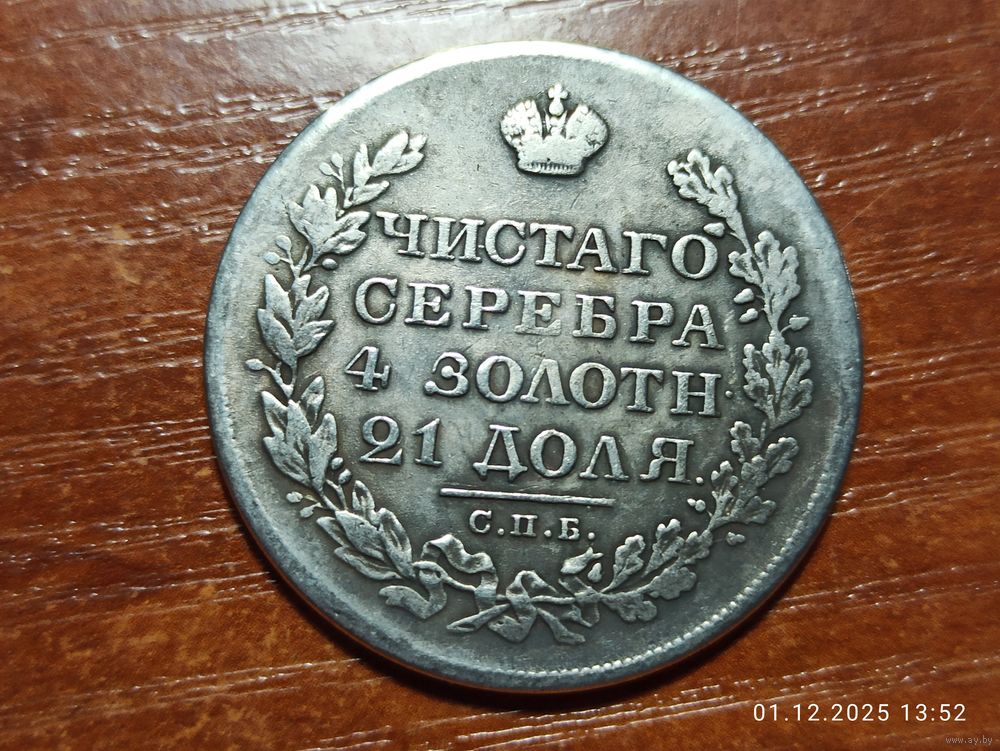 ЧИСТАГО
СЕРЕБРА
4 ЗОЛОТН.
21 ДОЛЯ.
С.П.Б.
01.12.2025 13:52
www.ay.by